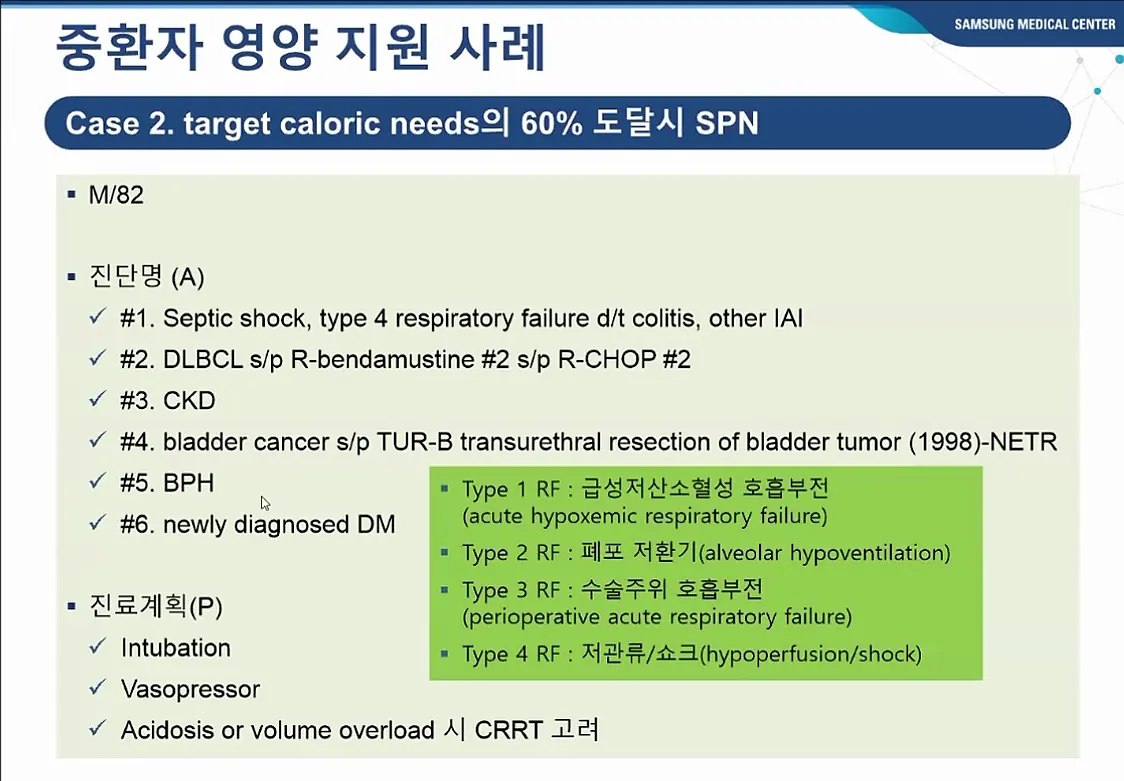 SAMSUNG MEDICAL CENTER
중환자 영양 지원 사례
Case 2. target caloric needs의 60% 도달시 SPN
▪ M/82
▪ 진단명 (A)
✓ #1. Septic shock, type 4 respiratory failure d/t colitis, other IAI
✓ #2. DLBCL s/p R-bendamustine #2 s/p R-CHOP #2
✓ #3. CKD
✓ #4. bladder cancer s/p TUR-B transurethral resection of bladder tumor (1998)-NETR
✓ #5. BPH
✓ #6. newly diagnosed DM
▪ Type 1 RF : 급성저산소혈성 호흡부전
(acute hypoxemic respiratory failure)
▪ Type 2 RF : 폐포 저환기(alveolar hypoventilation)
▪ Type 3 RF : 수술주위 호흡부전
(perioperative acute respiratory failure)
▪ Type 4 RF : 저관류/쇼크(hypoperfusion/shock)
▪ 진료계획(P)
✓ Intubation
✓ Vasopressor
✓ Acidosis or volume overload 시 CRRT 고려